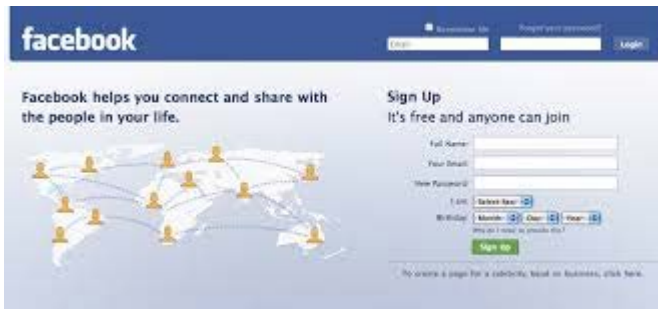 facebook
Remember Me
Forgot your password?
Email
Login
Facebook helps you connect and share with
the people in your life.
Sign Up
It's free and anyone can join
Full Name:
Your Email:
New Password:
I am:
Select Sex:
Birthday:
Month:
Day:
Year:
Why do I need to provide this?
Sign Up
To create a page for a celebrity, band or business, click here.